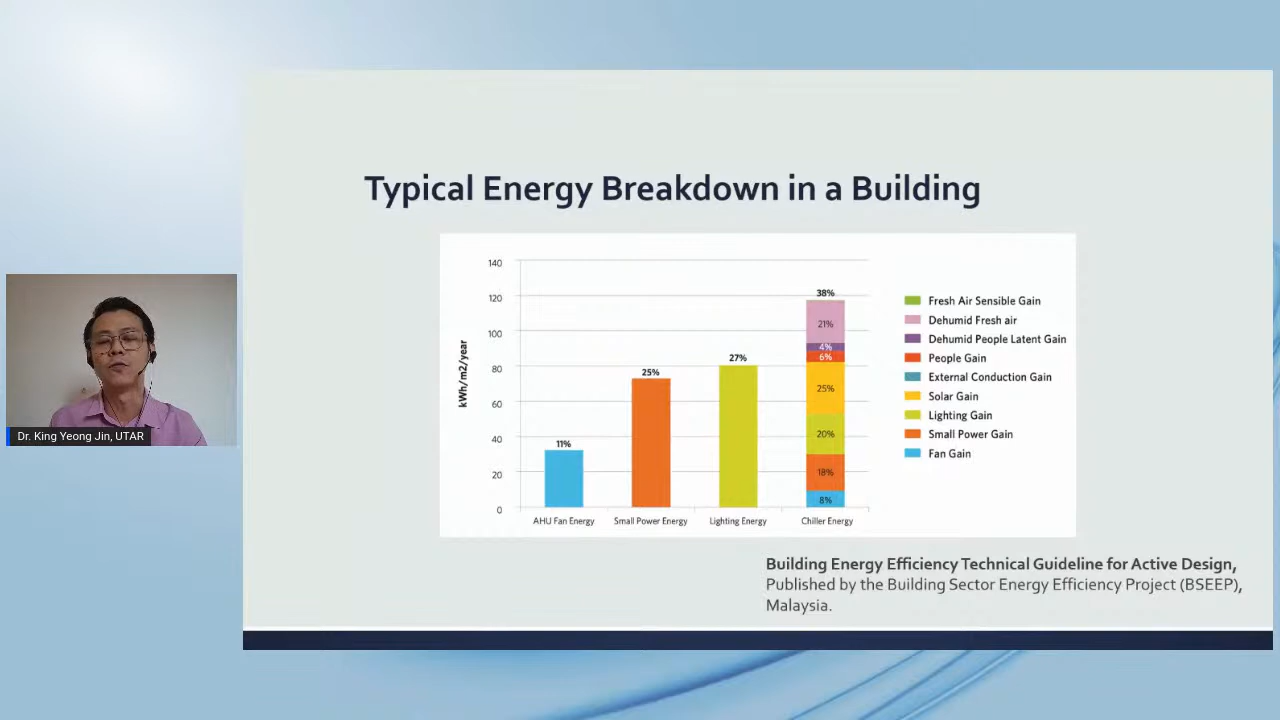 Typical Energy Breakdown in a Building
kWh/m2/year
140
120
100
80
60
40
20
0
11%
25%
27%
38%
21%
4%
6%
25%
20%
18%
8%
AHU Fan Energy
Small Power Energy
Lighting Energy
Chiller Energy
Fresh Air Sensible Gain
Dehumid Fresh air
Dehumid People Latent Gain
People Gain
External Conduction Gain
Solar Gain
Lighting Gain
Small Power Gain
Fan Gain
Dr. King Yeong Jin, UTAR
Building Energy Efficiency Technical Guideline for Active Design,
Published by the Building Sector Energy Efficiency Project (BSEEP),
Malaysia.